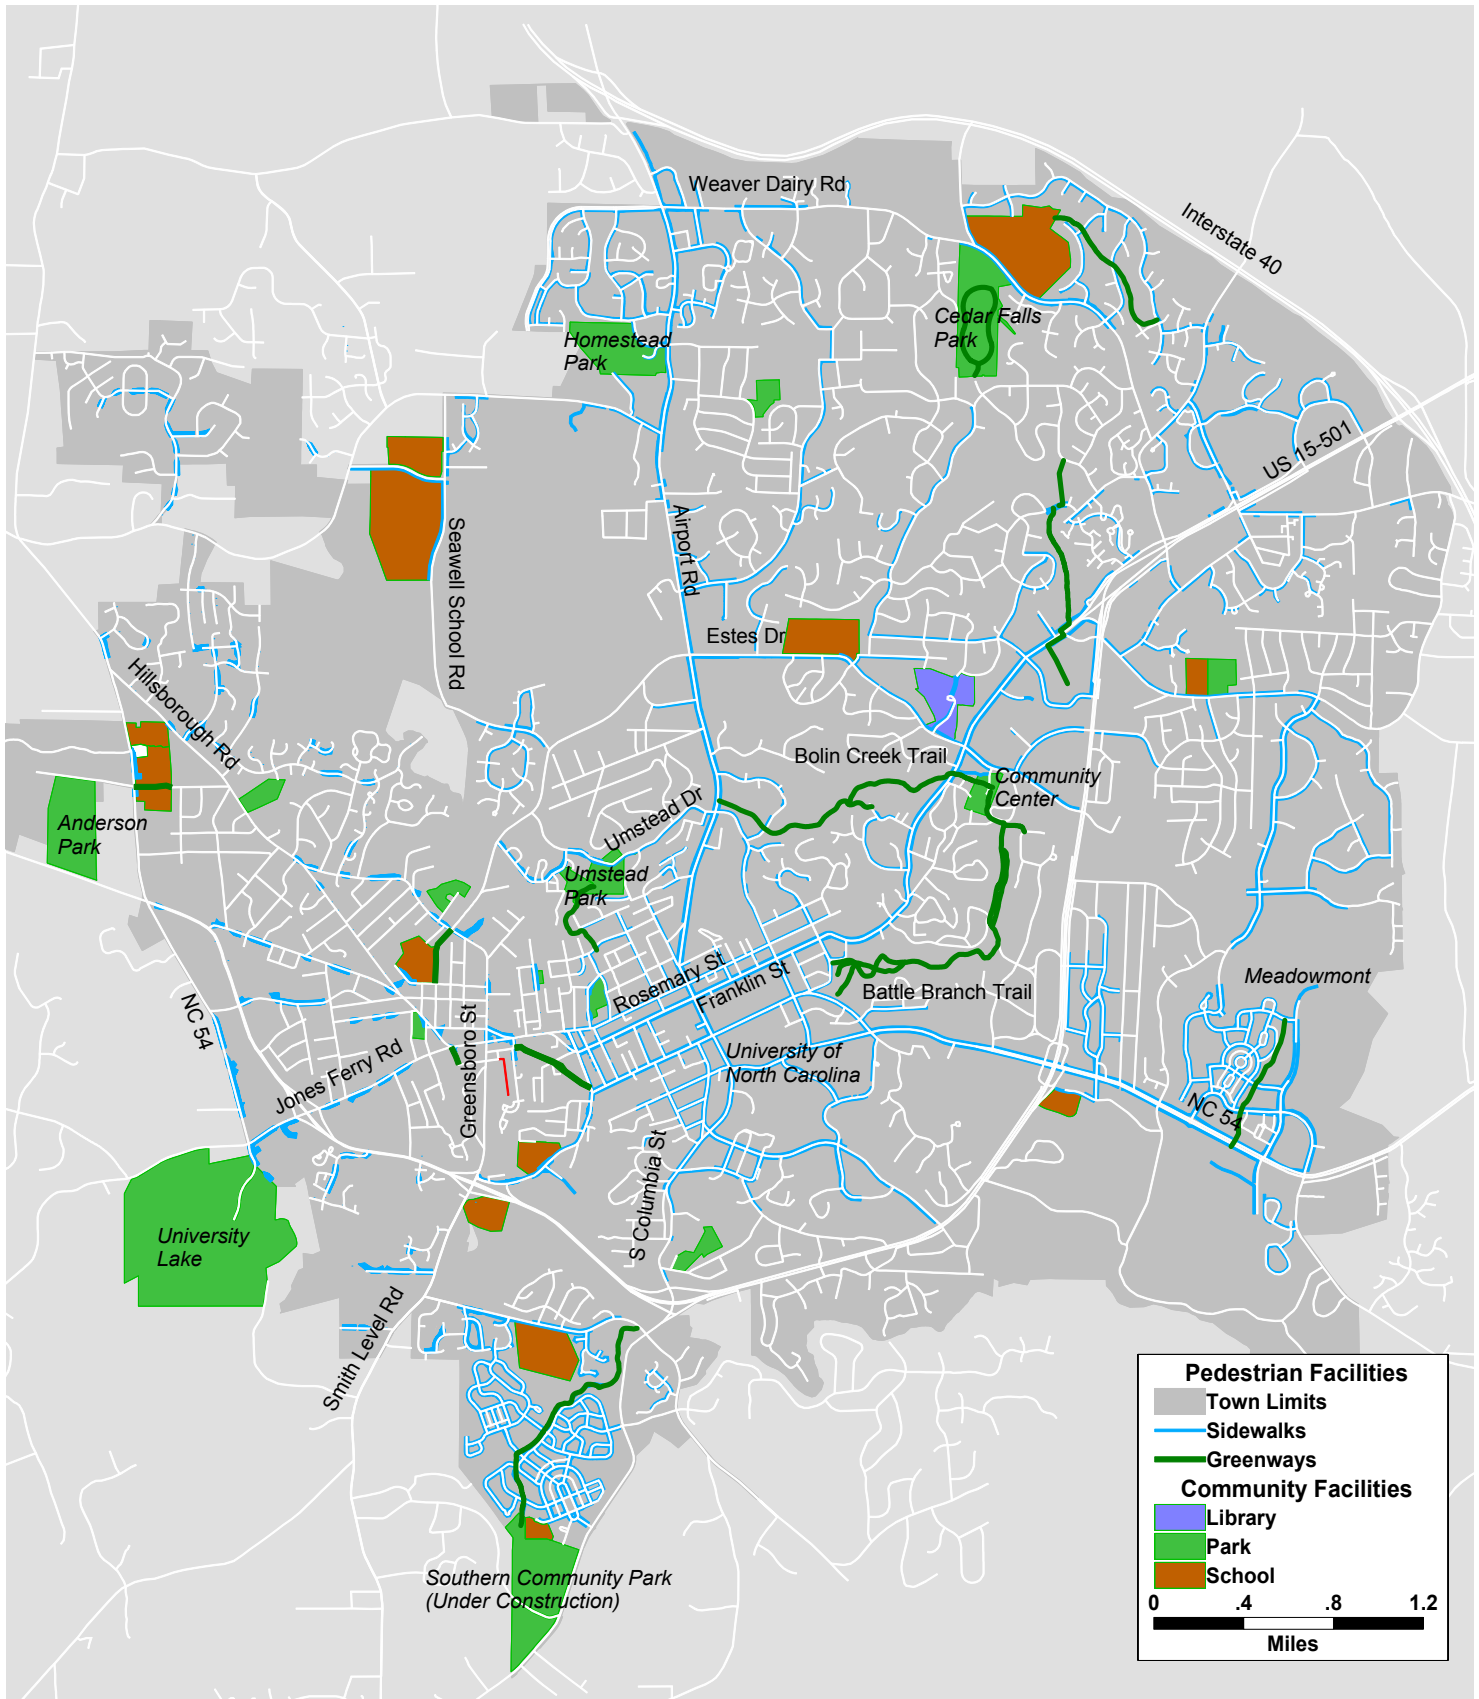 Weaver Dairy Rd
Interstate 40
Cedar Falls
Park
Homestead
Park
US 15-501
Airport Rd
Seawell School Rd
Estes Dr
Hillsborough Rd
Bolin Creek Trail
Community
Center
Umstead Dr
Anderson
Park
Umstead
Park
Rosemary St
Franklin St
Battle Branch Trail
Meadowmont
NC 54
Greensboro St
Jones Ferry Rd
University of
North Carolina
NC 54
S Columbia St
University
Lake
Smith Level Rd
Southern Community Park
(Under Construction)
Pedestrian Facilities
Town Limits
Sidewalks
Greenways
Community Facilities
Library
Park
School
0 .4 .8 1.2
Miles